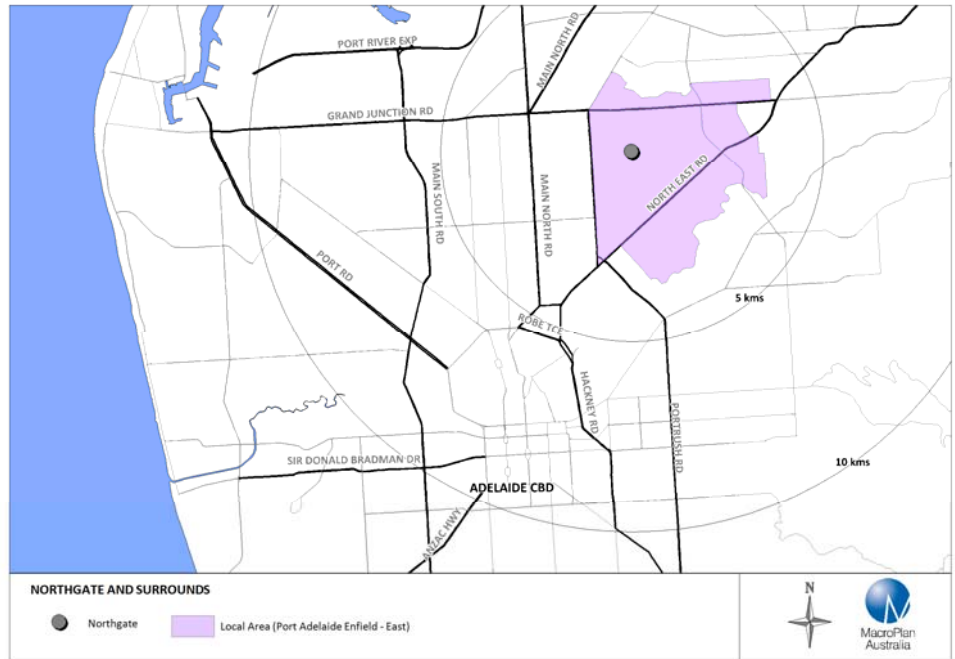 PORT RIVER EXP
MAIN NORTH RD
GRAND JUNCTION RD
MAIN SOUTH RD
MAIN NORTH RD
NORTH EAST RD
PORT RD
5 kms
ROBE TCE
HACKNEY RD
PORTRUSH RD
SIR DONALD BRADMAN DR
10 kms
ADELAIDE CBD
ANZAC HWY
NORTHGATE AND SURROUNDS
Northgate
Local Area (Port Adelaide Enfield - East)
N
MacroPlan
Australia